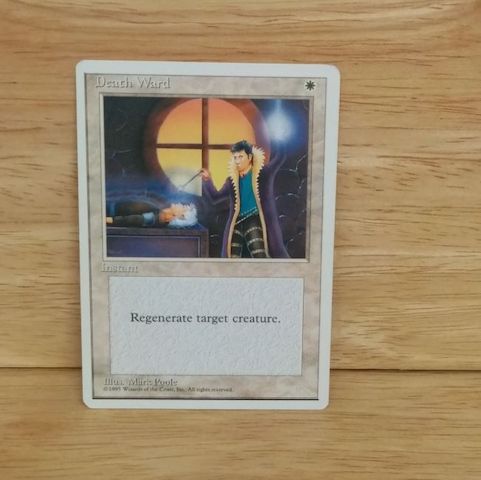 Death Ward
Instant
Regenerate target creature.
Illus. Mark Poole
© 1995 Wizards of the Coast, Inc. All rights reserved.